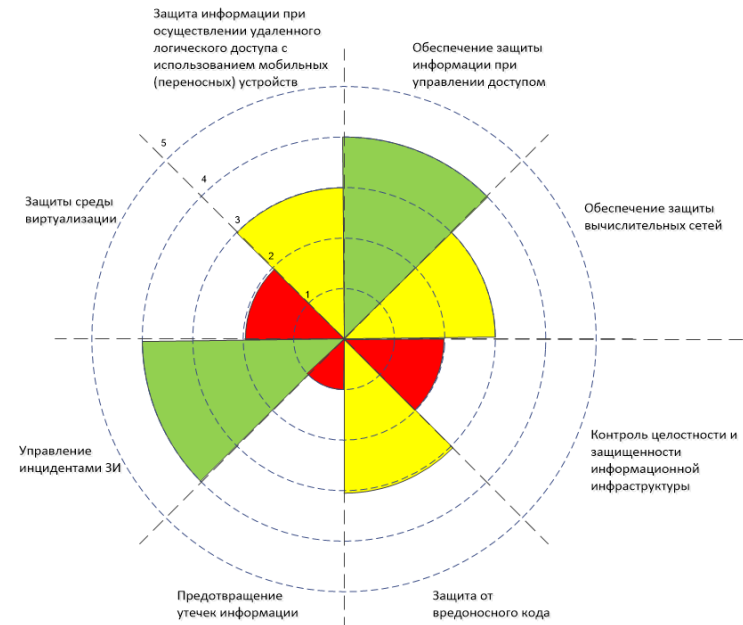 Защита информации при
осуществлении удаленного
логического доступа с
использованием мобильных
(переносных) устройств
Обеспечение защиты
информации при
управлении доступом
5
4
3
2
1
Защиты среды
виртуализации
Обеспечение защиты
вычислительных сетей
Управление
инцидентами ЗИ
Контроль целостности и
защищенности
информационной
инфраструктуры
Предотвращение
утечек информации
Защита от
вредоносного кода